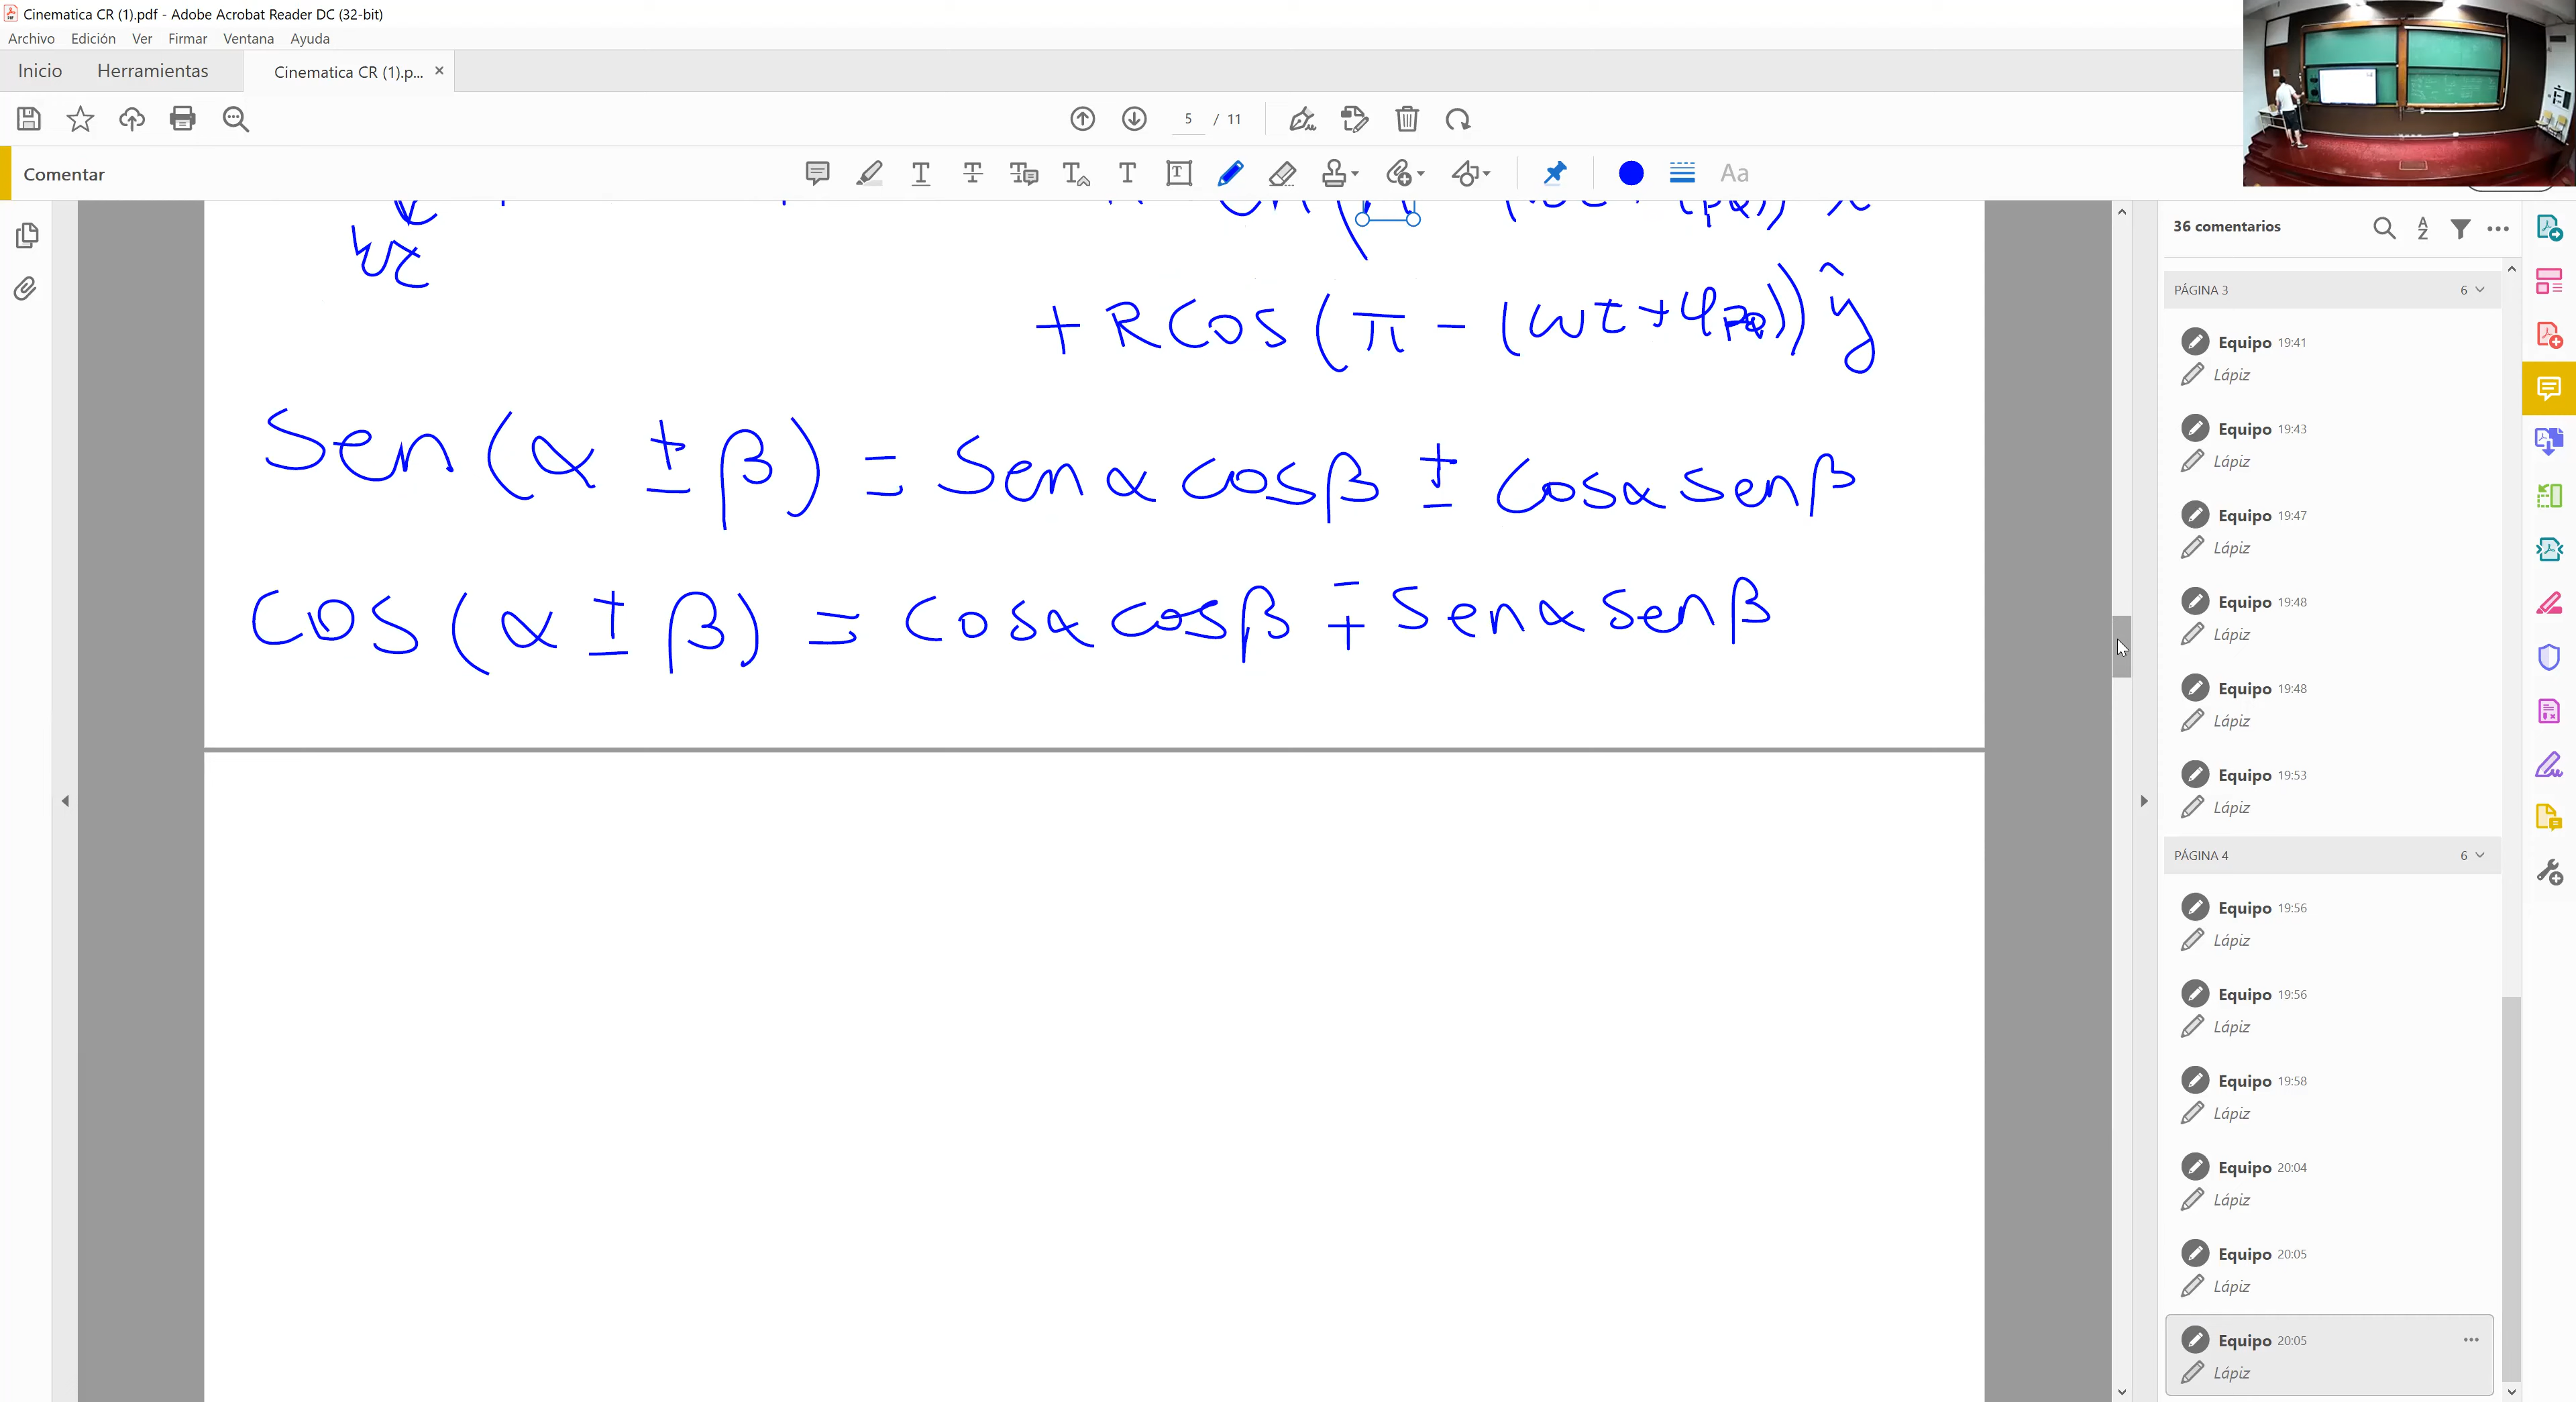 Cinematica CR (1).pdf - Adobe Acrobat Reader DC (32-bit)
Archivo Edición Ver Firmar Ventana Ayuda
Inicio Herramientas Cinematica CR (1).p... ×
5 / 11
Comentar
Aa
+ R Cos (π - (ωt + φPQ)) ŷ
Sen (α ± β) = Sen α cos β ± Cos α sen β
Cos (α ± β) = Cos α cos β ∓ Sen α sen β
36 comentarios
PÁGINA 3 6
Equipo 19:41
Lápiz
Equipo 19:43
Lápiz
Equipo 19:47
Lápiz
Equipo 19:48
Lápiz
Equipo 19:48
Lápiz
Equipo 19:53
Lápiz
PÁGINA 4 6
Equipo 19:56
Lápiz
Equipo 19:56
Lápiz
Equipo 19:58
Lápiz
Equipo 20:04
Lápiz
Equipo 20:05
Lápiz
Equipo 20:05
Lápiz